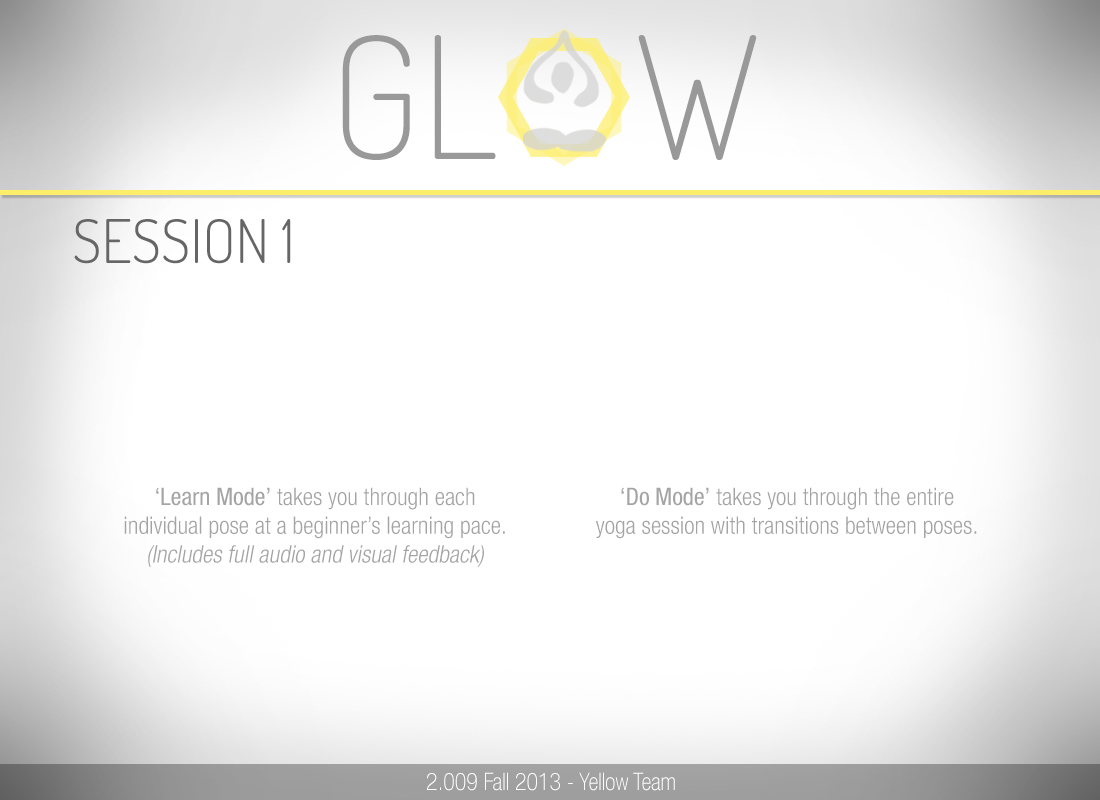 GLOW
SESSION 1
‘Learn Mode’ takes you through each
individual pose at a beginner’s learning pace.
(Includes full audio and visual feedback)
‘Do Mode’ takes you through the entire
yoga session with transitions between poses.
2.009 Fall 2013 - Yellow Team